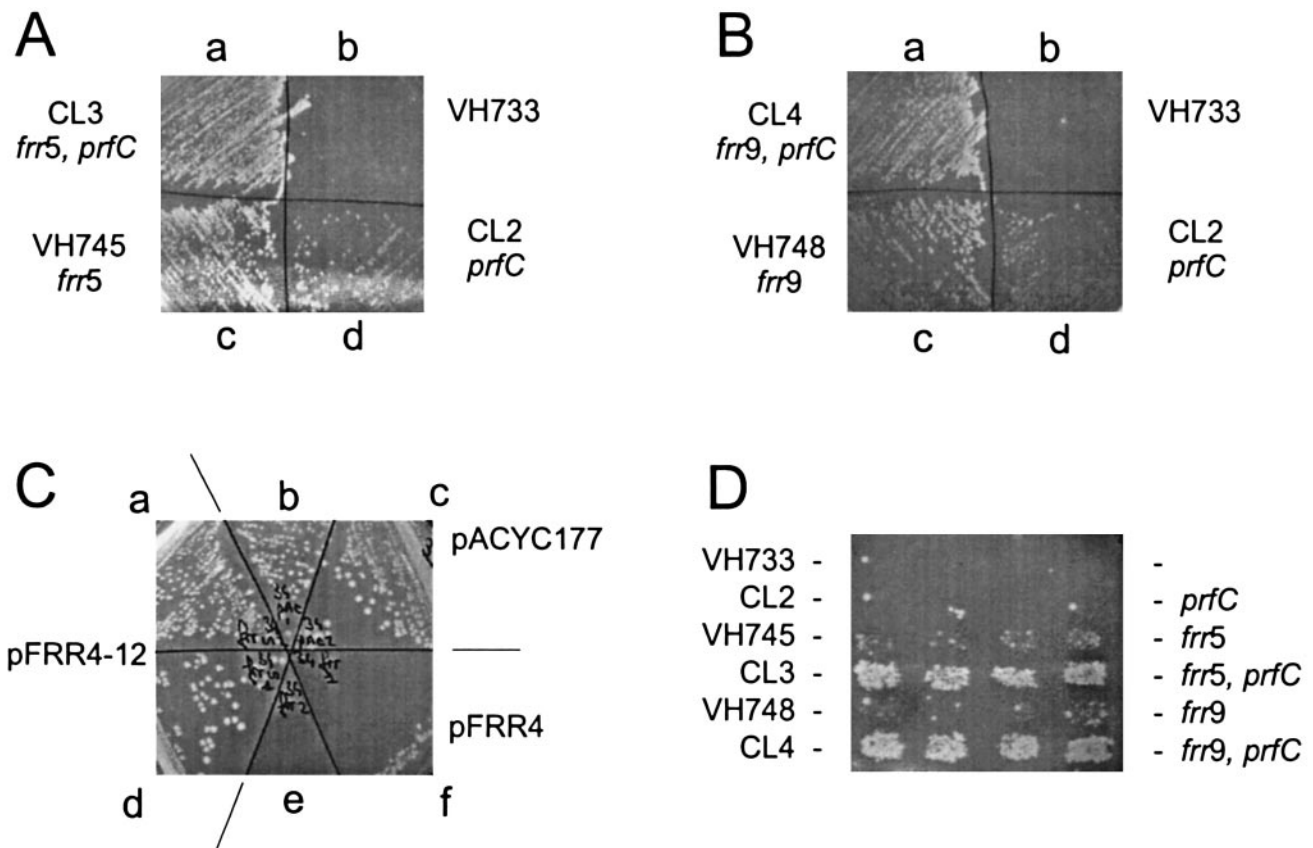 A
a
b
CL3
frr5, prfC
VH733
VH745
frr5
CL2
prfC
c
d
B
a
b
CL4
frr9, prfC
VH733
VH748
frr9
CL2
prfC
c
d
C
a
b
c
pACYC177
pFRR4-12
pFRR4
d
e
f
D
VH733 - -
CL2 - - prfC
VH745 - - frr5
CL3 - - frr5, prfC
VH748 - - frr9
CL4 - - frr9, prfC